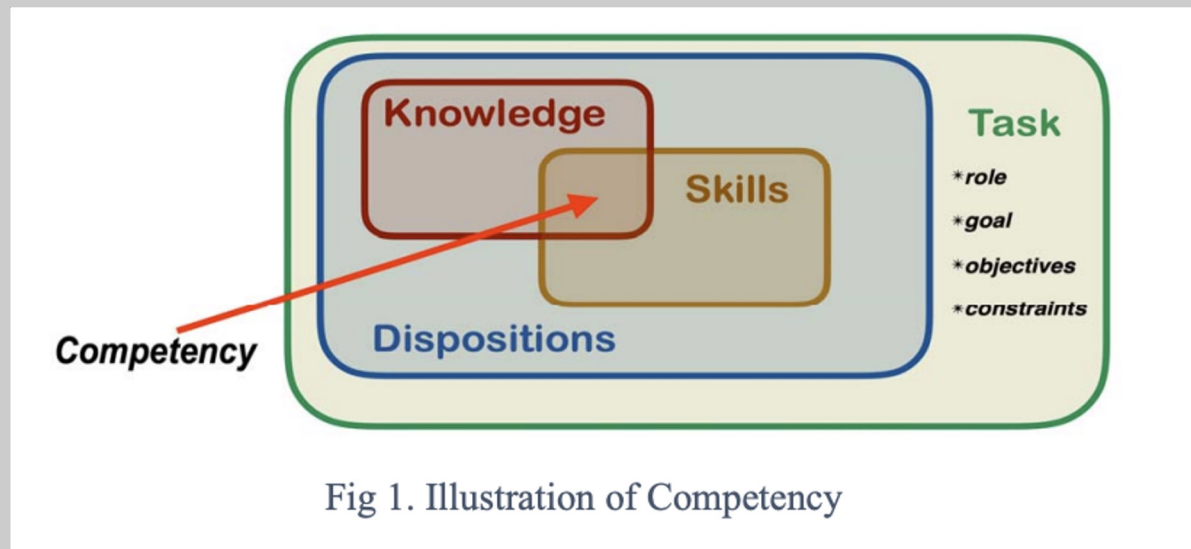 Knowledge
Skills
Dispositions
Competency
Task
*role
*goal
*objectives
*constraints
Fig 1. Illustration of Competency